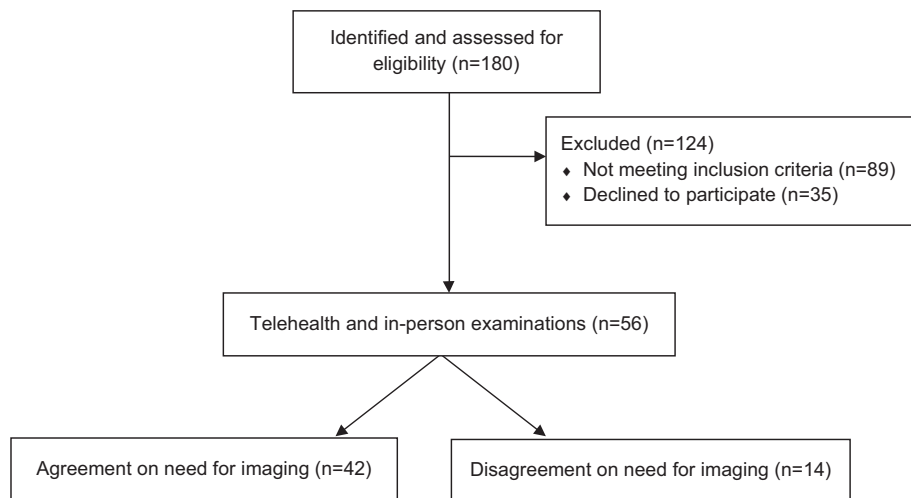 Identified and assessed for
eligibility (n=180)
Excluded (n=124)
♦ Not meeting inclusion criteria (n=89)
♦ Declined to participate (n=35)
Telehealth and in-person examinations (n=56)
Agreement on need for imaging (n=42)
Disagreement on need for imaging (n=14)